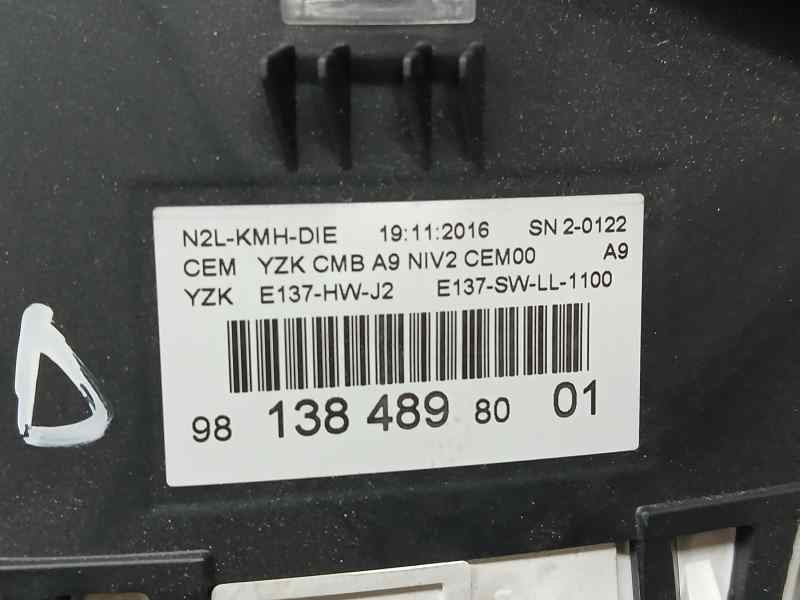 N2L-KMH-DIE 19:11:2016 SN 2-0122
CEM YZK CMB A9 NIV2 CEM00 A9
YZK E137-HW-J2 E137-SW-LL-1100
98 138 489 80 01
D